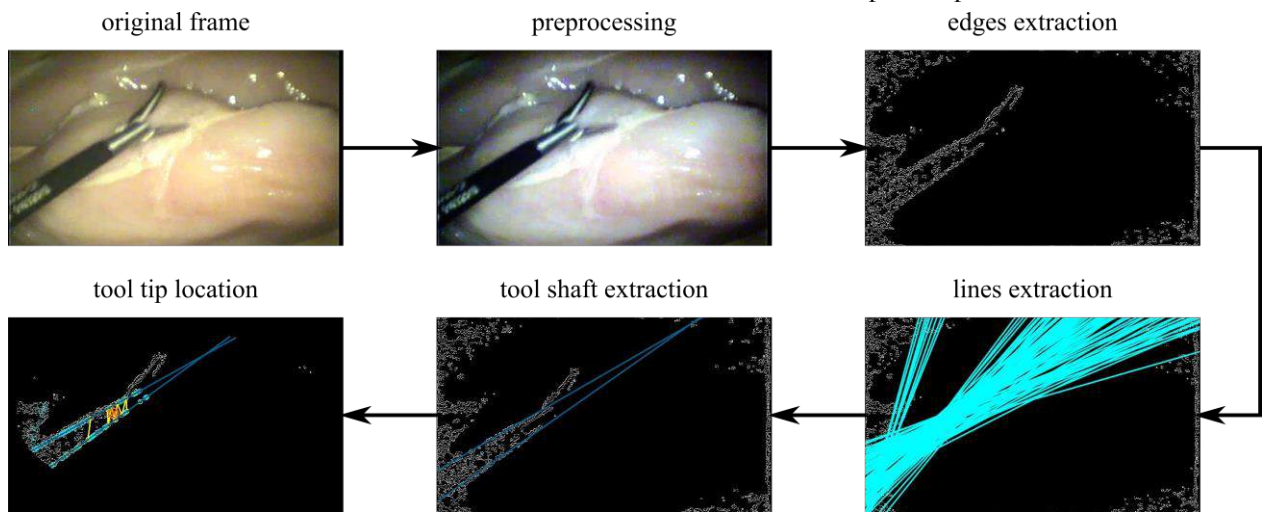 original frame
preprocessing
edges extraction
tool tip location
tool shaft extraction
lines extraction